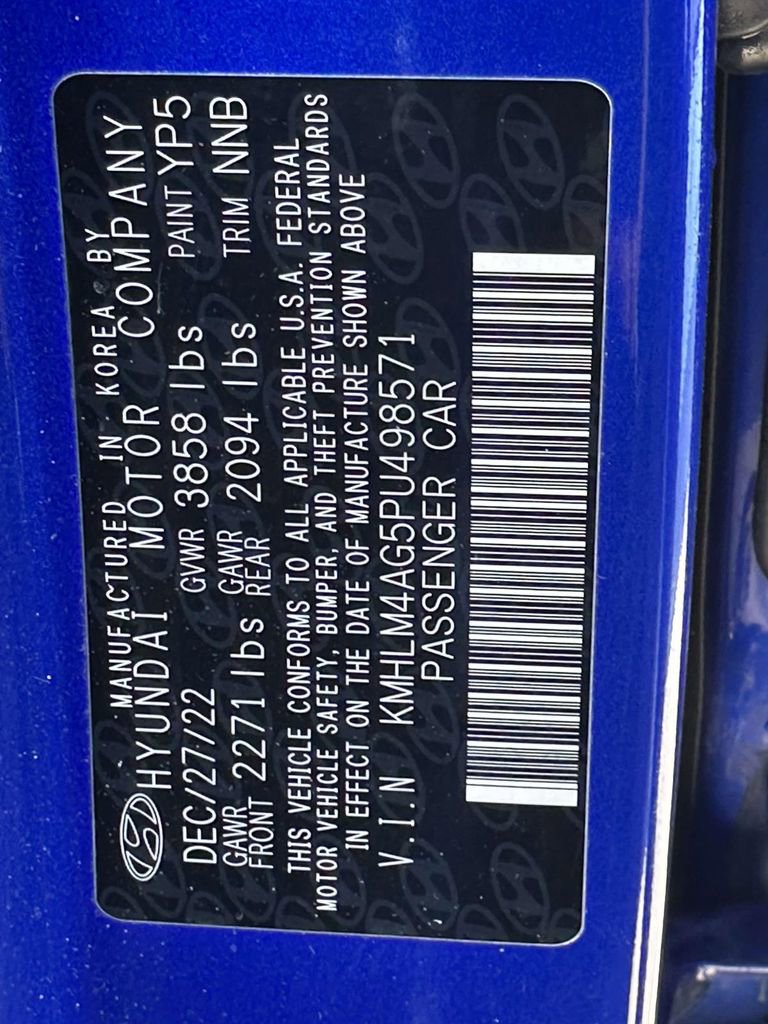 MANUFACTURED IN KOREA BY
HYUNDAI MOTOR COMPANY
DEC/27/22 GVWR 3858 lbs PAINT YP5
GAWR FRONT 2271 lbs GAWR REAR 2094 lbs TRIM NNB
THIS VEHICLE CONFORMS TO ALL APPLICABLE U.S.A. FEDERAL
MOTOR VEHICLE SAFETY, BUMPER, AND THEFT PREVENTION STANDARDS
IN EFFECT ON THE DATE OF MANUFACTURE SHOWN ABOVE
V.I.N KMHLM4AG5PU498571
PASSENGER CAR